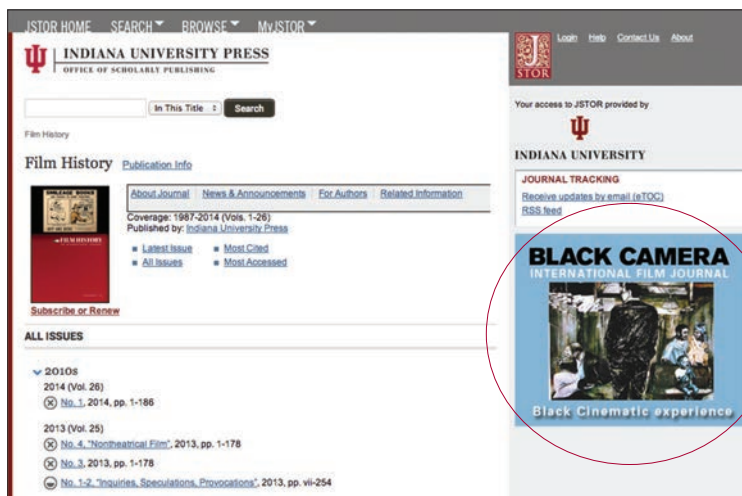 JSTOR HOME SEARCH BROWSE MyJSTOR
INDIANA UNIVERSITY PRESS
OFFICE OF SCHOLARLY PUBLISHING
In This Title Search
Film History
Film History Publication Info
SMILEAGE BOOKS
FILM HISTORY
About Journal News & Announcements For Authors Related Information
Coverage: 1987-2014 (Vols. 1-26)
Published by: Indiana University Press
Latest Issue Most Cited
All Issues Most Accessed
Subscribe or Renew
ALL ISSUES
2010s
2014 (Vol. 26)
No. 1, 2014, pp. 1-186
2013 (Vol. 25)
No. 4, "Nontheatrical Film", 2013, pp. 1-178
No. 3, 2013, pp. 1-178
No. 1-2, "Inquiries, Speculations, Provocations", 2013, pp. vii-254
JSTOR
Login Help Contact Us About
Your access to JSTOR provided by
INDIANA UNIVERSITY
JOURNAL TRACKING
Receive updates by email (eTOC)
RSS feed
BLACK CAMERA
INTERNATIONAL FILM JOURNAL
Black Cinematic experience